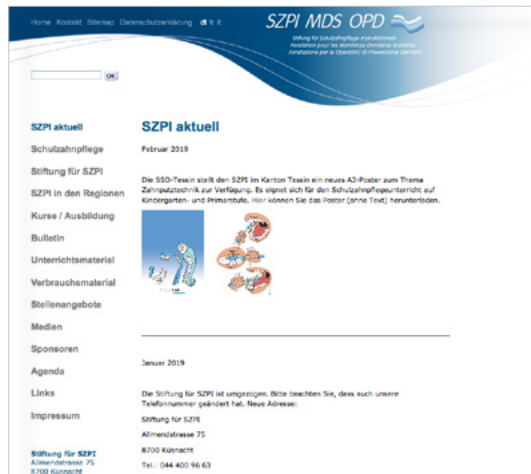 Home Kontakt Sitemap Datenschutzerklärung dt fr it
SZPI MDS OPD
Stiftung für Schulzahnpflege-Instruktorinnen
Fondation pour les Monitrices Dentaires Scolaires
Fondazione per le Operatrici di Prevenzione Dentaria
OK
SZPI aktuell
Schulzahnpflege
Stiftung für SZPI
SZPI in den Regionen
Kurse / Ausbildung
Bulletin
Unterrichtsmaterial
Verbrauchsmaterial
Stellenangebote
Medien
Sponsoren
Agenda
Links
Impressum
Stiftung für SZPI
Allmendstrasse 75
8700 Küsnacht
SZPI aktuell
Februar 2019
Die SSO-Tessin stellt den SZPI im Kanton Tessin ein neues A3-Poster zum Thema
Zahnputztechnik zur Verfügung. Es eignet sich für den Schulzahnpflegeunterricht auf
Kindergarten- und Primarstufe. Hier können Sie das Poster (ohne Text) herunterladen.
Januar 2019
Die Stiftung für SZPI ist umgezogen. Bitte beachten Sie, dass auch unsere
Telefonnummer geändert hat. Neue Adresse:
Stiftung für SZPI
Allmendstrasse 75
8700 Küsnacht
Tel.: 044 400 96 63